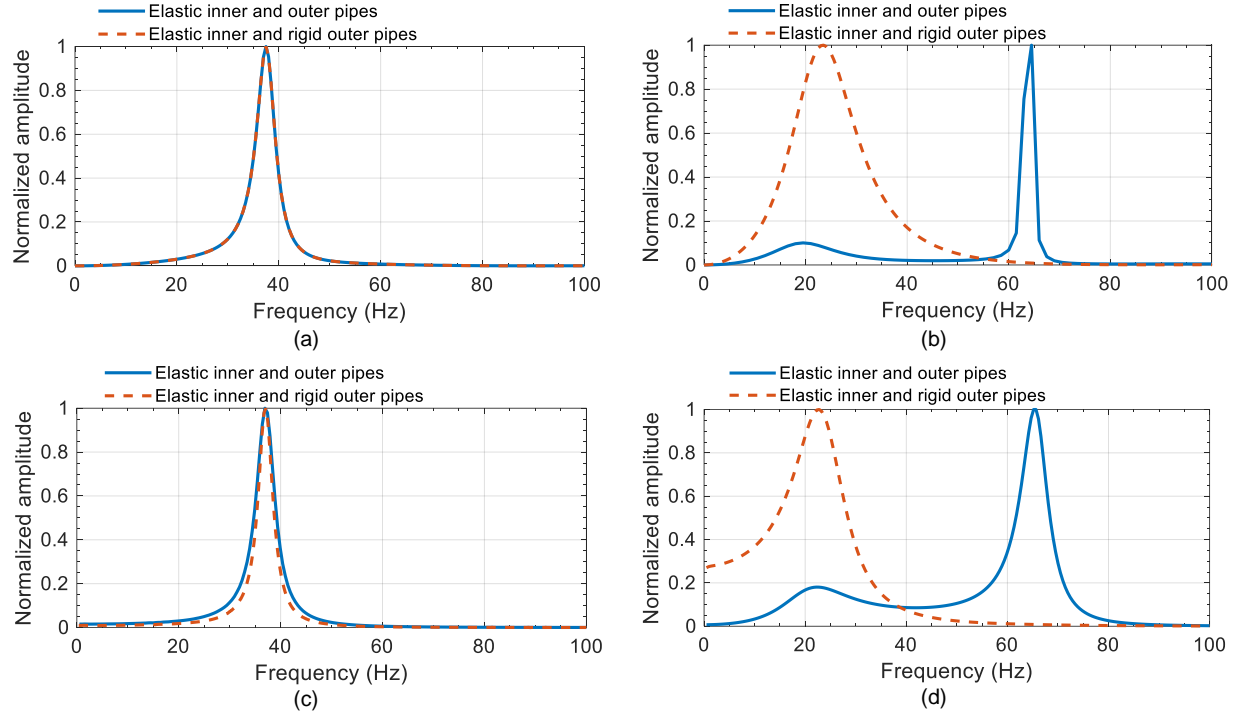 Elastic inner and outer pipes
Elastic inner and rigid outer pipes
Normalized amplitude
1
0.8
0.6
0.4
0.2
0
0 20 40 60 80 100
Frequency (Hz)
(a)
Elastic inner and outer pipes
Elastic inner and rigid outer pipes
Normalized amplitude
1
0.8
0.6
0.4
0.2
0
0 20 40 60 80 100
Frequency (Hz)
(b)
Elastic inner and outer pipes
Elastic inner and rigid outer pipes
Normalized amplitude
1
0.8
0.6
0.4
0.2
0
0 20 40 60 80 100
Frequency (Hz)
(c)
Elastic inner and outer pipes
Elastic inner and rigid outer pipes
Normalized amplitude
1
0.8
0.6
0.4
0.2
0
0 20 40 60 80 100
Frequency (Hz)
(d)